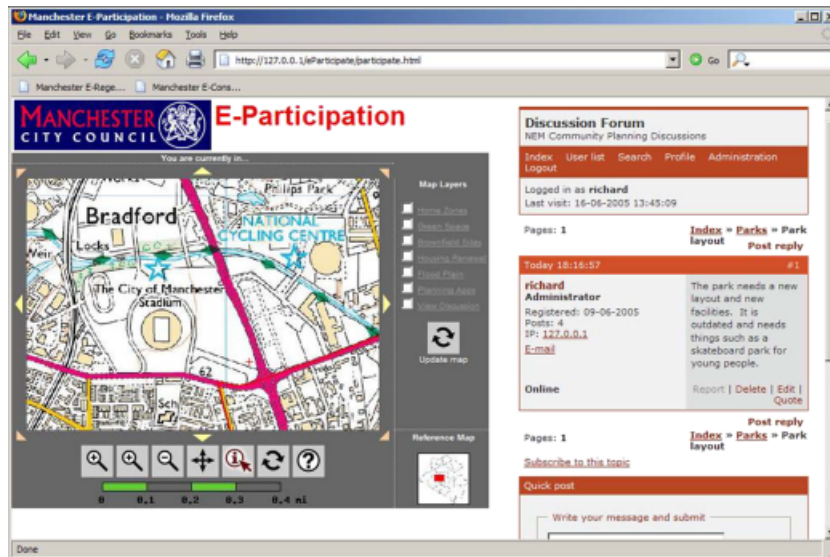 Manchester E-Participation - Mozilla Firefox
File Edit View Go Bookmarks Tools Help
http://127.0.0.1/eParticipate/participate.html
Go
Manchester E-Rege... Manchester E-Cons...
MANCHESTER
CITY COUNCIL
E-Participation
You are currently in...
Philips Park
Bradford
NATIONAL
CYCLING CENTRE
Weir
Locks
The City of Manchester
Stadium
62
Sch
Map Layers
Home Zones
Green Space
Brownfield Sites
Housing Renewal
Flood Plain
Planning Apps
View Discussion
Update map
Reference Map
0 0.1 0.2 0.3 0.4 mi
Discussion Forum
NEM Community Planning Discussions
Index User list Search Profile Administration
Logout
Logged in as richard
Last visit: 16-06-2005 13:45:09
Pages: 1
Index » Parks » Park
layout
Post reply
Today 18:16:57 #1
richard
Administrator
Registered: 09-06-2005
Posts: 4
IP: 127.0.0.1
E-mail
Online
The park needs a new
layout and new
facilities. It is
outdated and needs
things such as a
skateboard park for
young people.
Report | Delete | Edit |
Quote
Post reply
Pages: 1
Index » Parks » Park
layout
Subscribe to this topic
Quick post
Write your message and submit
Done